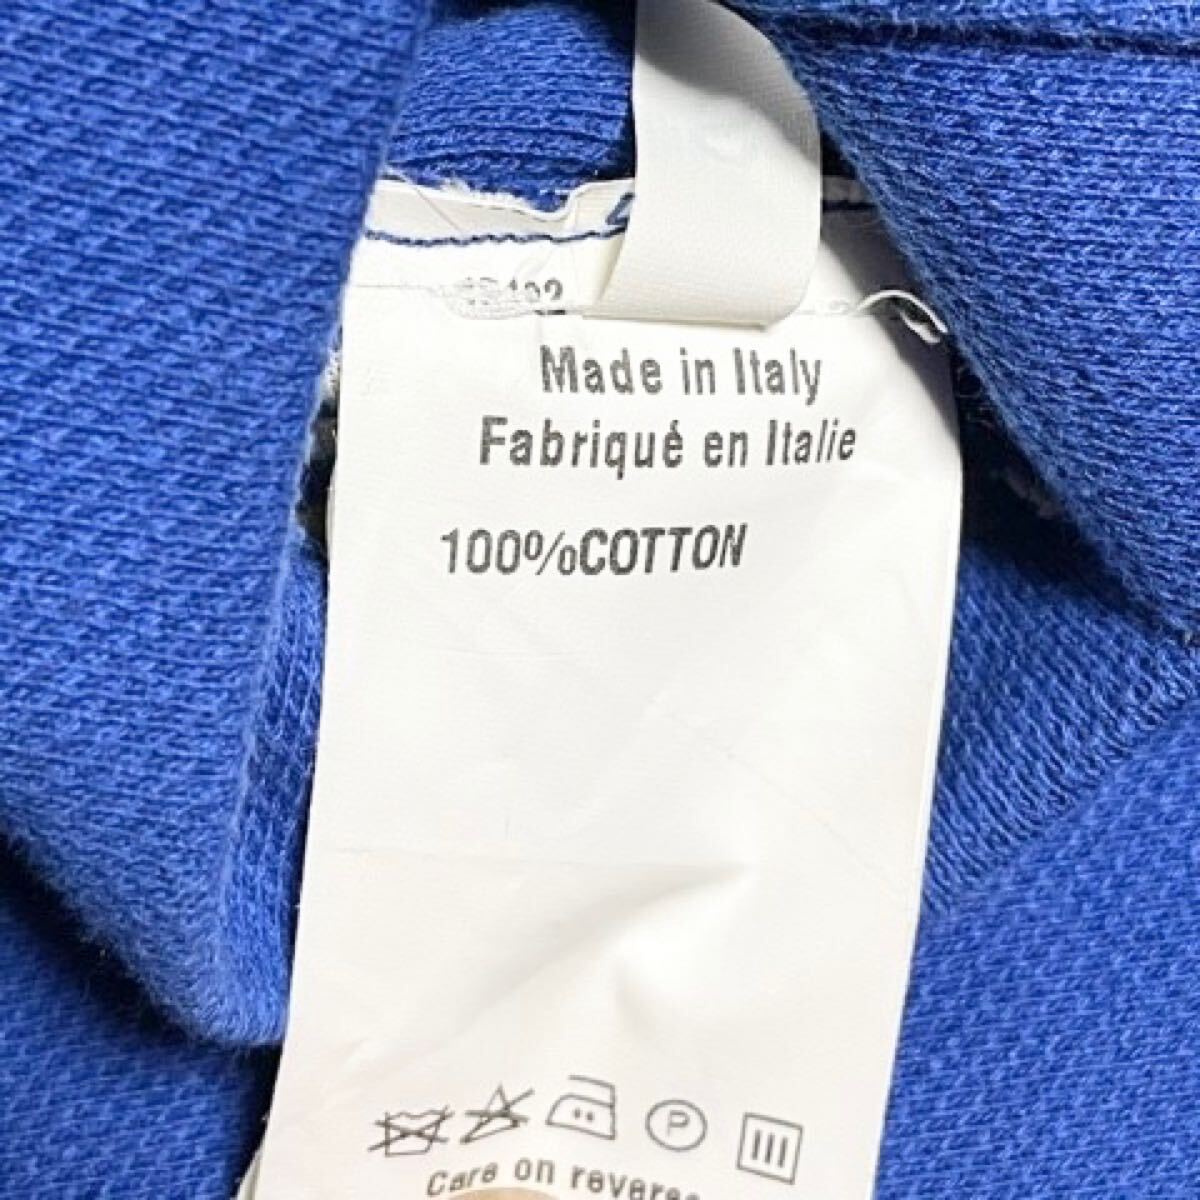 Made in Italy
Fabriqué en Italie
100%COTTON
P
Care on reverse